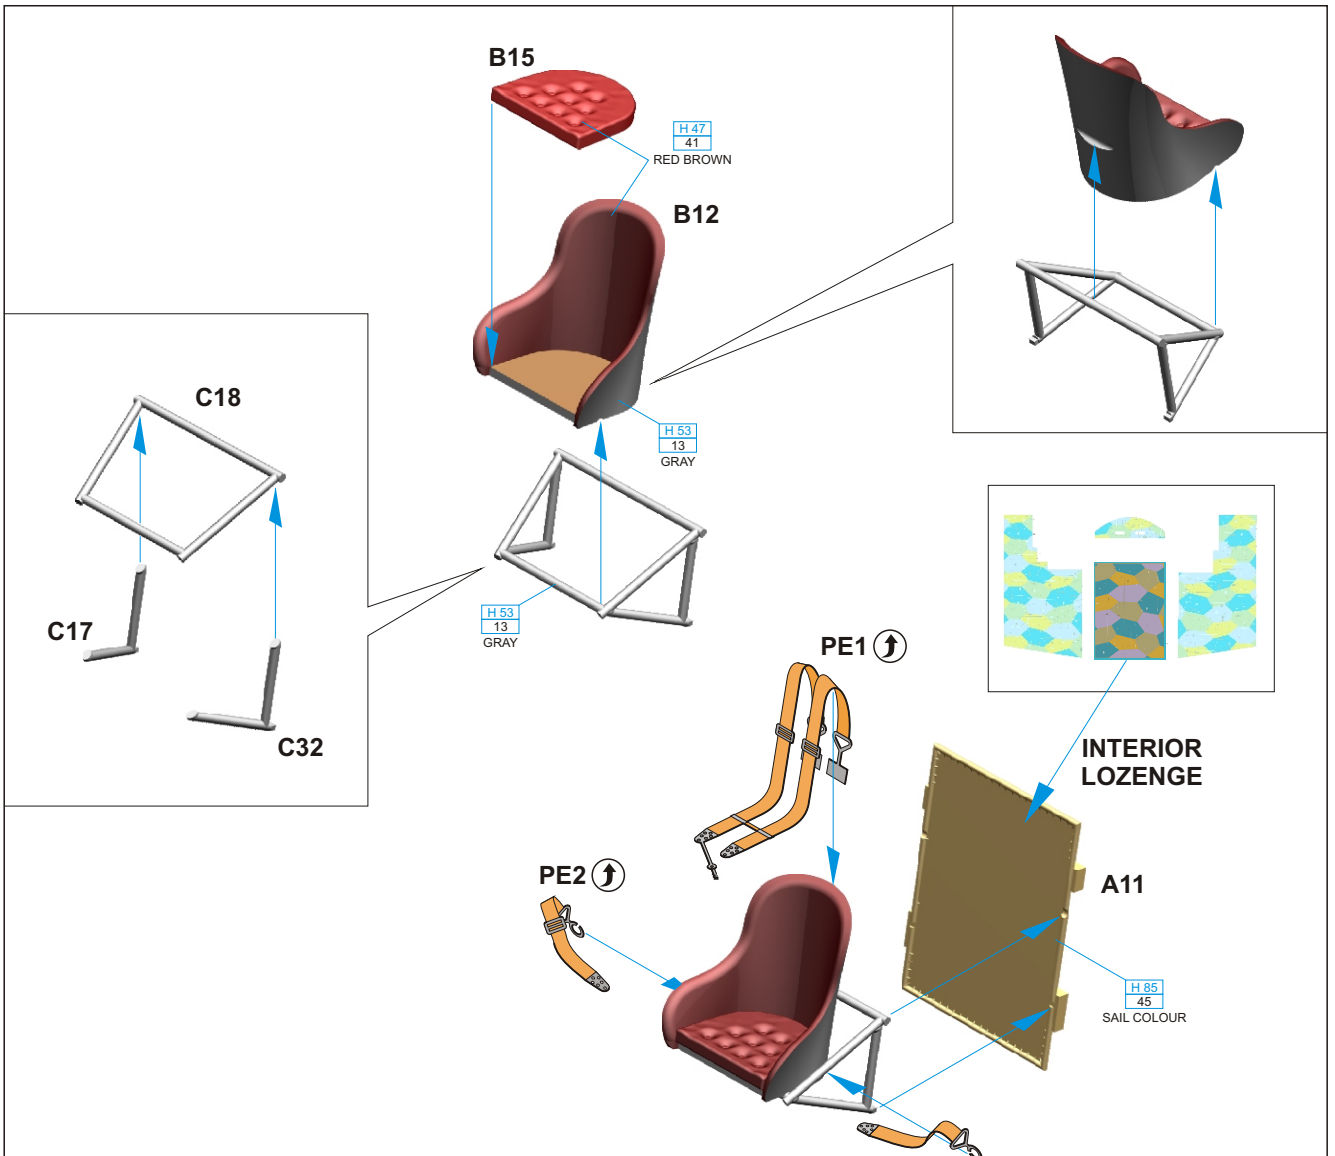 B15
H 47
41
RED BROWN
B12
H 53
13
GRAY
C18
C17
C32
H 53
13
GRAY
PE1
INTERIOR
LOZENGE
PE2
A11
H 85
45
SAIL COLOUR